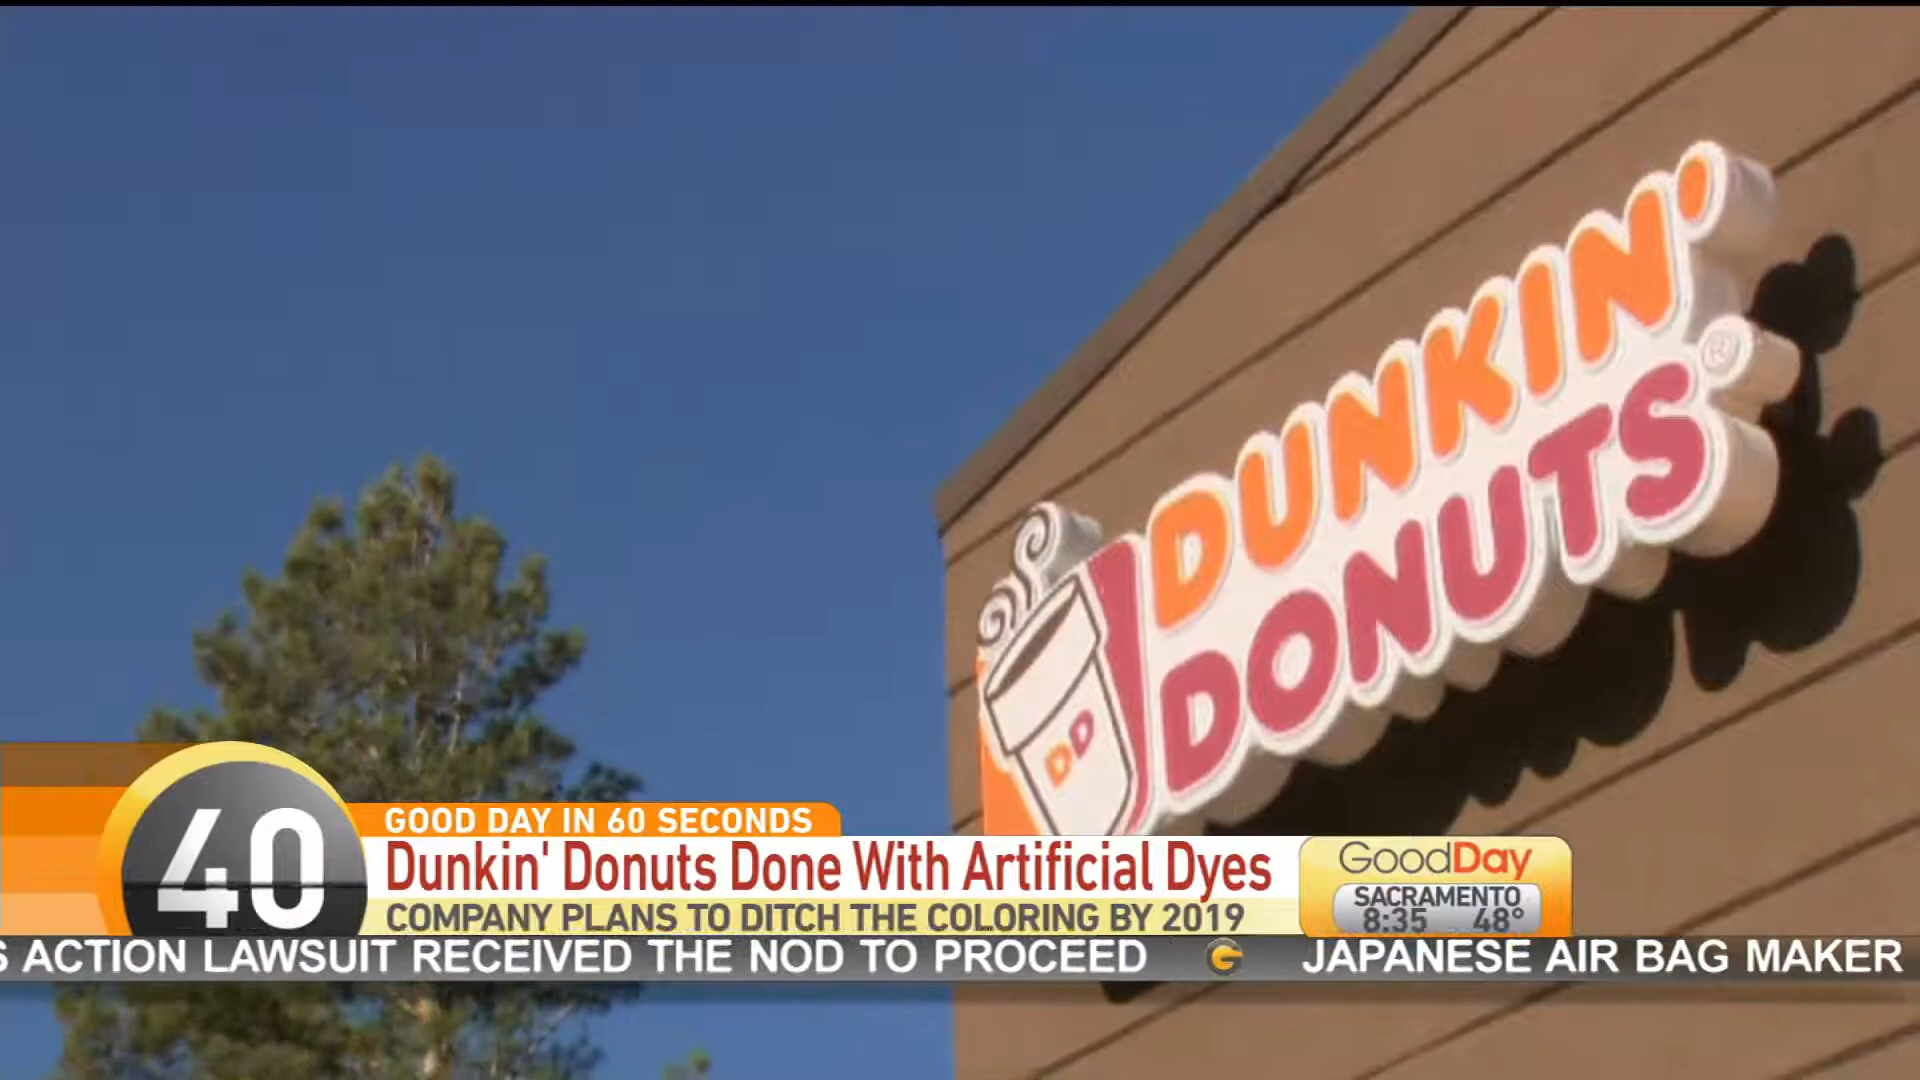 DUNKIN'
DONUTS
®
DD
40
GOOD DAY IN 60 SECONDS
Dunkin' Donuts Done With Artificial Dyes
COMPANY PLANS TO DITCH THE COLORING BY 2019
GoodDay
SACRAMENTO
8:35 48°
S ACTION LAWSUIT RECEIVED THE NOD TO PROCEED G JAPANESE AIR BAG MAKER